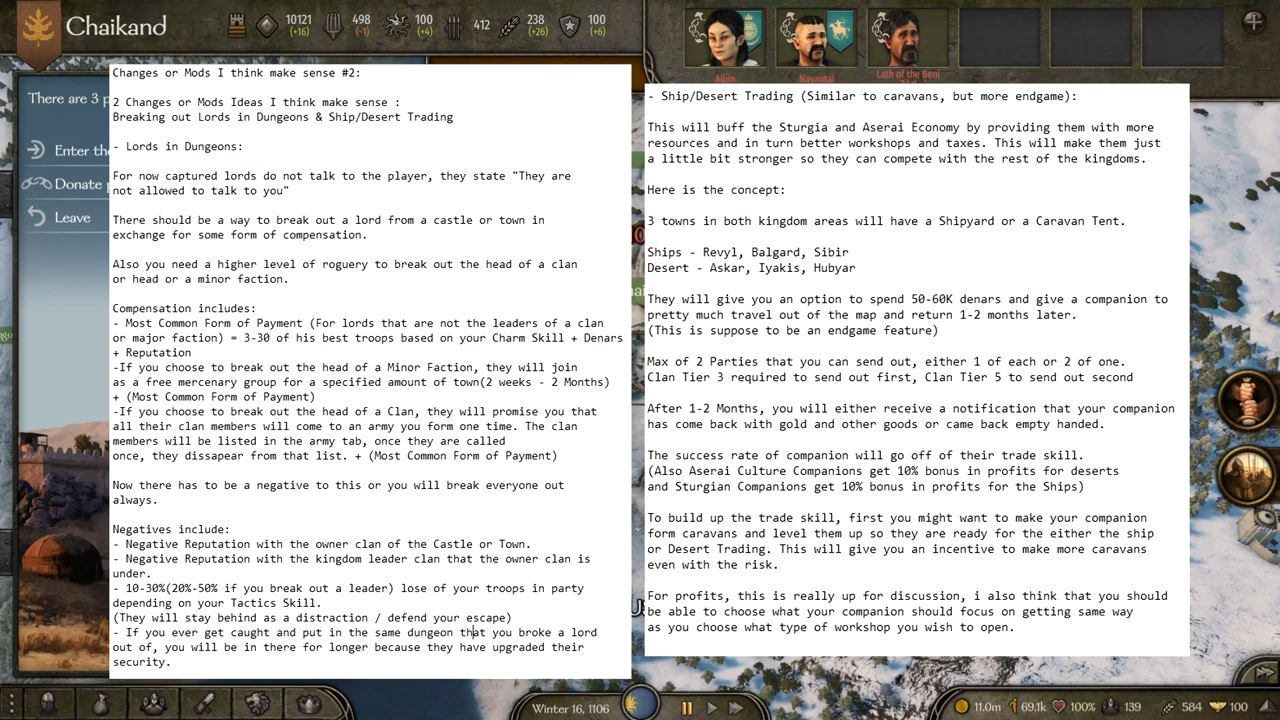 Chaikand
10121 (+16)
498 (-1)
100 (+4)
412
238 (+26)
100 (+6)
Alijin
Nayantai
Lath of the Beni
There are 3 p
Enter the
Donate p
Leave
Changes or Mods I think make sense #2:
2 Changes or Mods Ideas I think make sense :
Breaking out Lords in Dungeons & Ship/Desert Trading
- Lords in Dungeons:
For now captured lords do not talk to the player, they state "They are
not allowed to talk to you"
There should be a way to break out a lord from a castle or town in
exchange for some form of compensation.
Also you need a higher level of roguery to break out the head of a clan
or head or a minor faction.
Compensation includes:
- Most Common Form of Payment (For lords that are not the leaders of a clan
or major faction) = 3-30 of his best troops based on your Charm Skill + Denars
+ Reputation
-If you choose to break out the head of a Minor Faction, they will join
as a free mercenary group for a specified amount of town(2 weeks - 2 Months)
+ (Most Common Form of Payment)
-If you choose to break out the head of a Clan, they will promise you that
all their clan members will come to an army you form one time. The clan
members will be listed in the army tab, once they are called
once, they dissapear from that list. + (Most Common Form of Payment)
Now there has to be a negative to this or you will break everyone out
always.
Negatives include:
- Negative Reputation with the owner clan of the Castle or Town.
- Negative Reputation with the kingdom leader clan that the owner clan is
under.
- 10-30%(20%-50% if you break out a leader) lose of your troops in party
depending on your Tactics Skill.
(They will stay behind as a distraction / defend your escape)
- If you ever get caught and put in the same dungeon that you broke a lord
out of, you will be in there for longer because they have upgraded their
security.
- Ship/Desert Trading (Similar to caravans, but more endgame):
This will buff the Sturgia and Aserai Economy by providing them with more
resources and in turn better workshops and taxes. This will make them just
a little bit stronger so they can compete with the rest of the kingdoms.
Here is the concept:
3 towns in both kingdom areas will have a Shipyard or a Caravan Tent.
Ships - Revyl, Balgard, Sibir
Desert - Askar, Iyakis, Hubyar
They will give you an option to spend 50-60K denars and give a companion to
pretty much travel out of the map and return 1-2 months later.
(This is suppose to be an endgame feature)
Max of 2 Parties that you can send out, either 1 of each or 2 of one.
Clan Tier 3 required to send out first, Clan Tier 5 to send out second
After 1-2 Months, you will either receive a notification that your companion
has come back with gold and other goods or came back empty handed.
The success rate of companion will go off of their trade skill.
(Also Aserai Culture Companions get 10% bonus in profits for deserts
and Sturgian Companions get 10% bonus in profits for the Ships)
To build up the trade skill, first you might want to make your companion
form caravans and level them up so they are ready for the either the ship
or Desert Trading. This will give you an incentive to make more caravans
even with the risk.
For profits, this is really up for discussion, i also think that you should
be able to choose what your companion should focus on getting same way
as you choose what type of workshop you wish to open.
Winter 16, 1106
11.0m
69.1k
100%
139
584
100